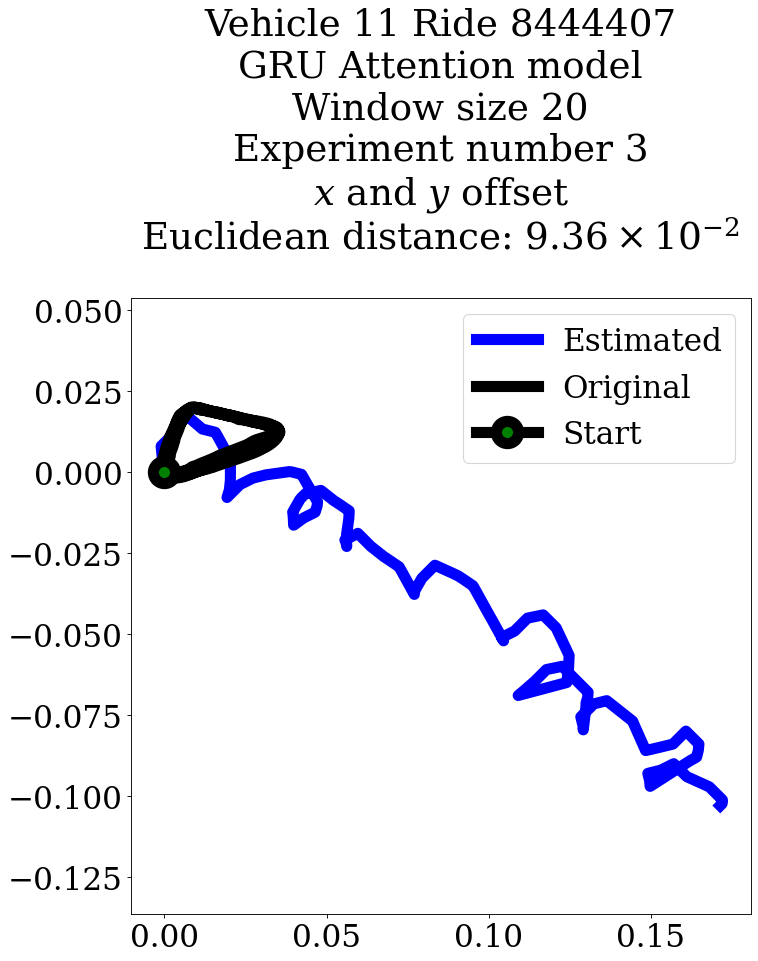 Vehicle 11 Ride 8444407
GRU Attention model
Window size 20
Experiment number 3
x and y offset
Euclidean distance: 9.36 × 10⁻²
Estimated
Original
Start
0.050
0.025
0.000
−0.025
−0.050
−0.075
−0.100
−0.125
0.00 0.05 0.10 0.15